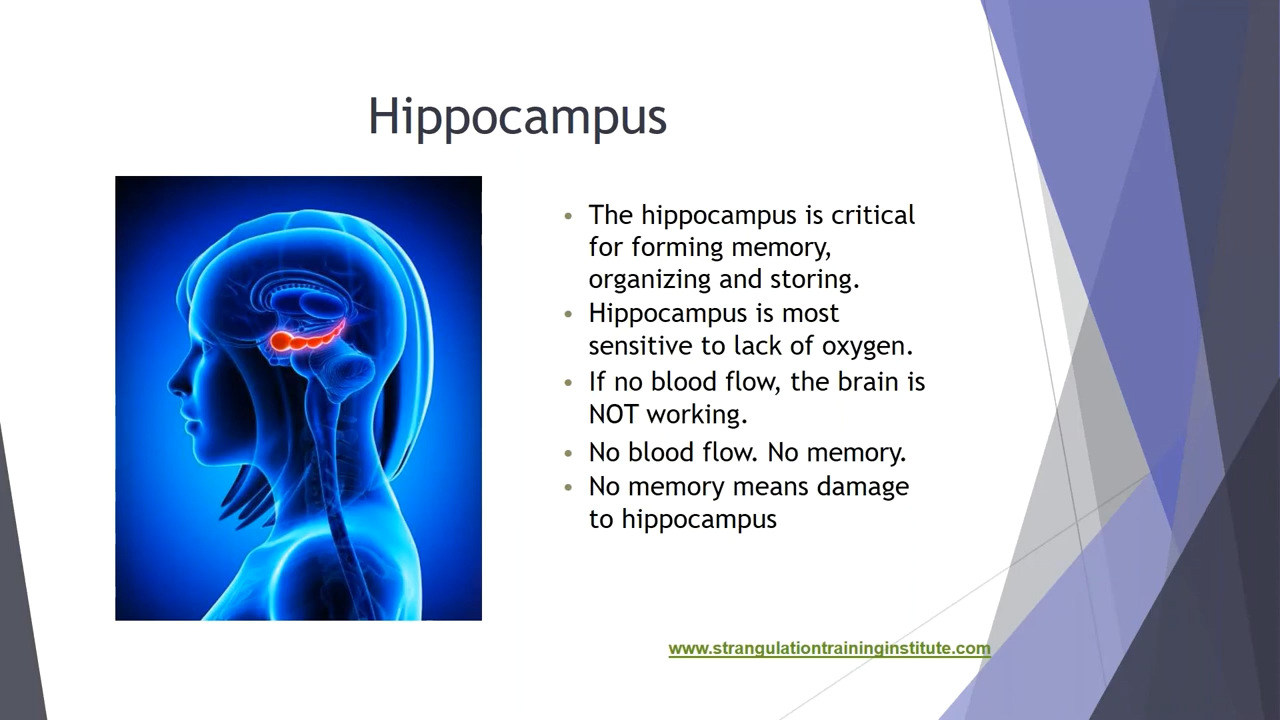 Hippocampus
• The hippocampus is critical
for forming memory,
organizing and storing.
• Hippocampus is most
sensitive to lack of oxygen.
• If no blood flow, the brain is
NOT working.
• No blood flow. No memory.
• No memory means damage
to hippocampus
www.strangulationtraininginstitute.com